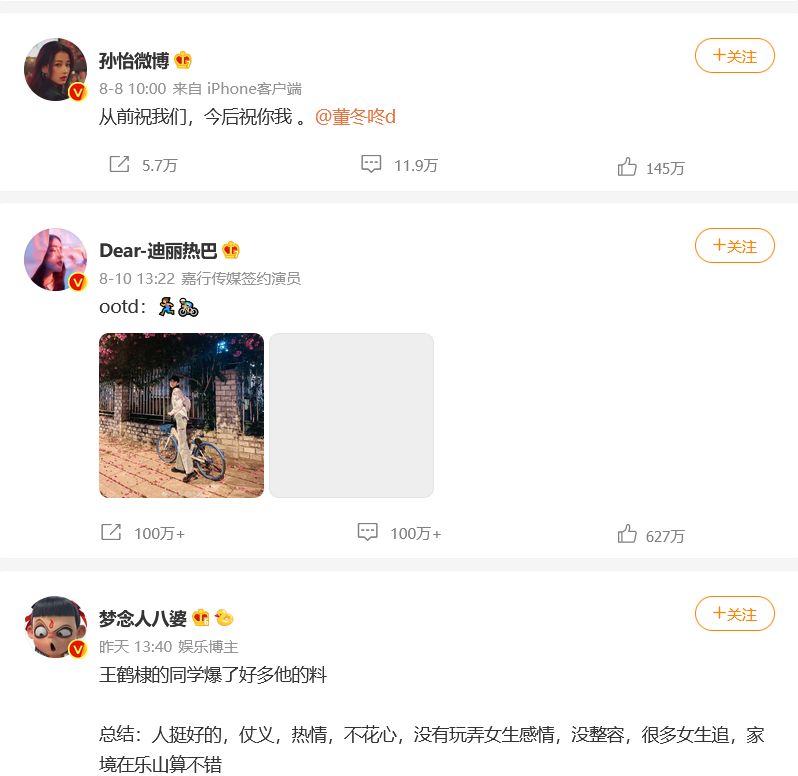 孙怡微博
+关注
8-8 10:00 来自 iPhone客户端
从前祝我们，今后祝你我 。@董冬咚d
5.7万 11.9万 145万
Dear-迪丽热巴
+关注
8-10 13:22 嘉行传媒签约演员
ootd：
100万+ 100万+ 627万
梦念人八婆
+关注
昨天 13:40 娱乐博主
王鹤棣的同学爆了好多他的料
总结：人挺好的，仗义，热情，不花心，没有玩弄女生感情，没整容，很多女生追，家
境在乐山算不错